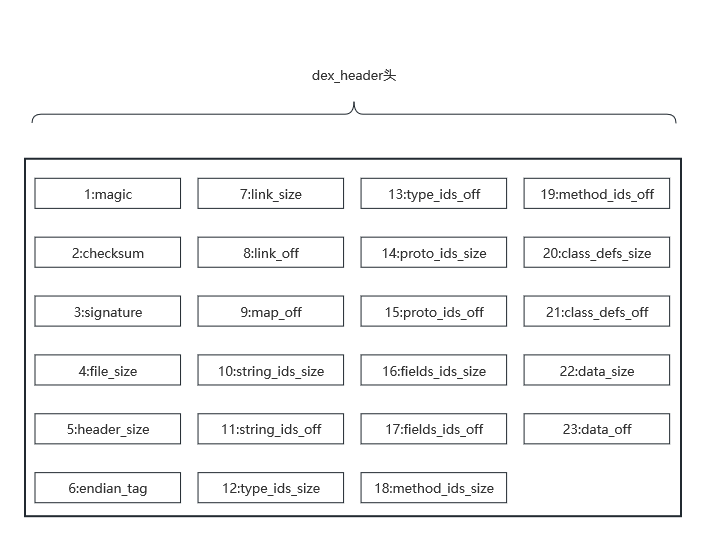 dex_header头
1:magic
2:checksum
3:signature
4:file_size
5:header_size
6:endian_tag
7:link_size
8:link_off
9:map_off
10:string_ids_size
11:string_ids_off
12:type_ids_size
13:type_ids_off
14:proto_ids_size
15:proto_ids_off
16:fields_ids_size
17:fields_ids_off
18:method_ids_size
19:method_ids_off
20:class_defs_size
21:class_defs_off
22:data_size
23:data_off